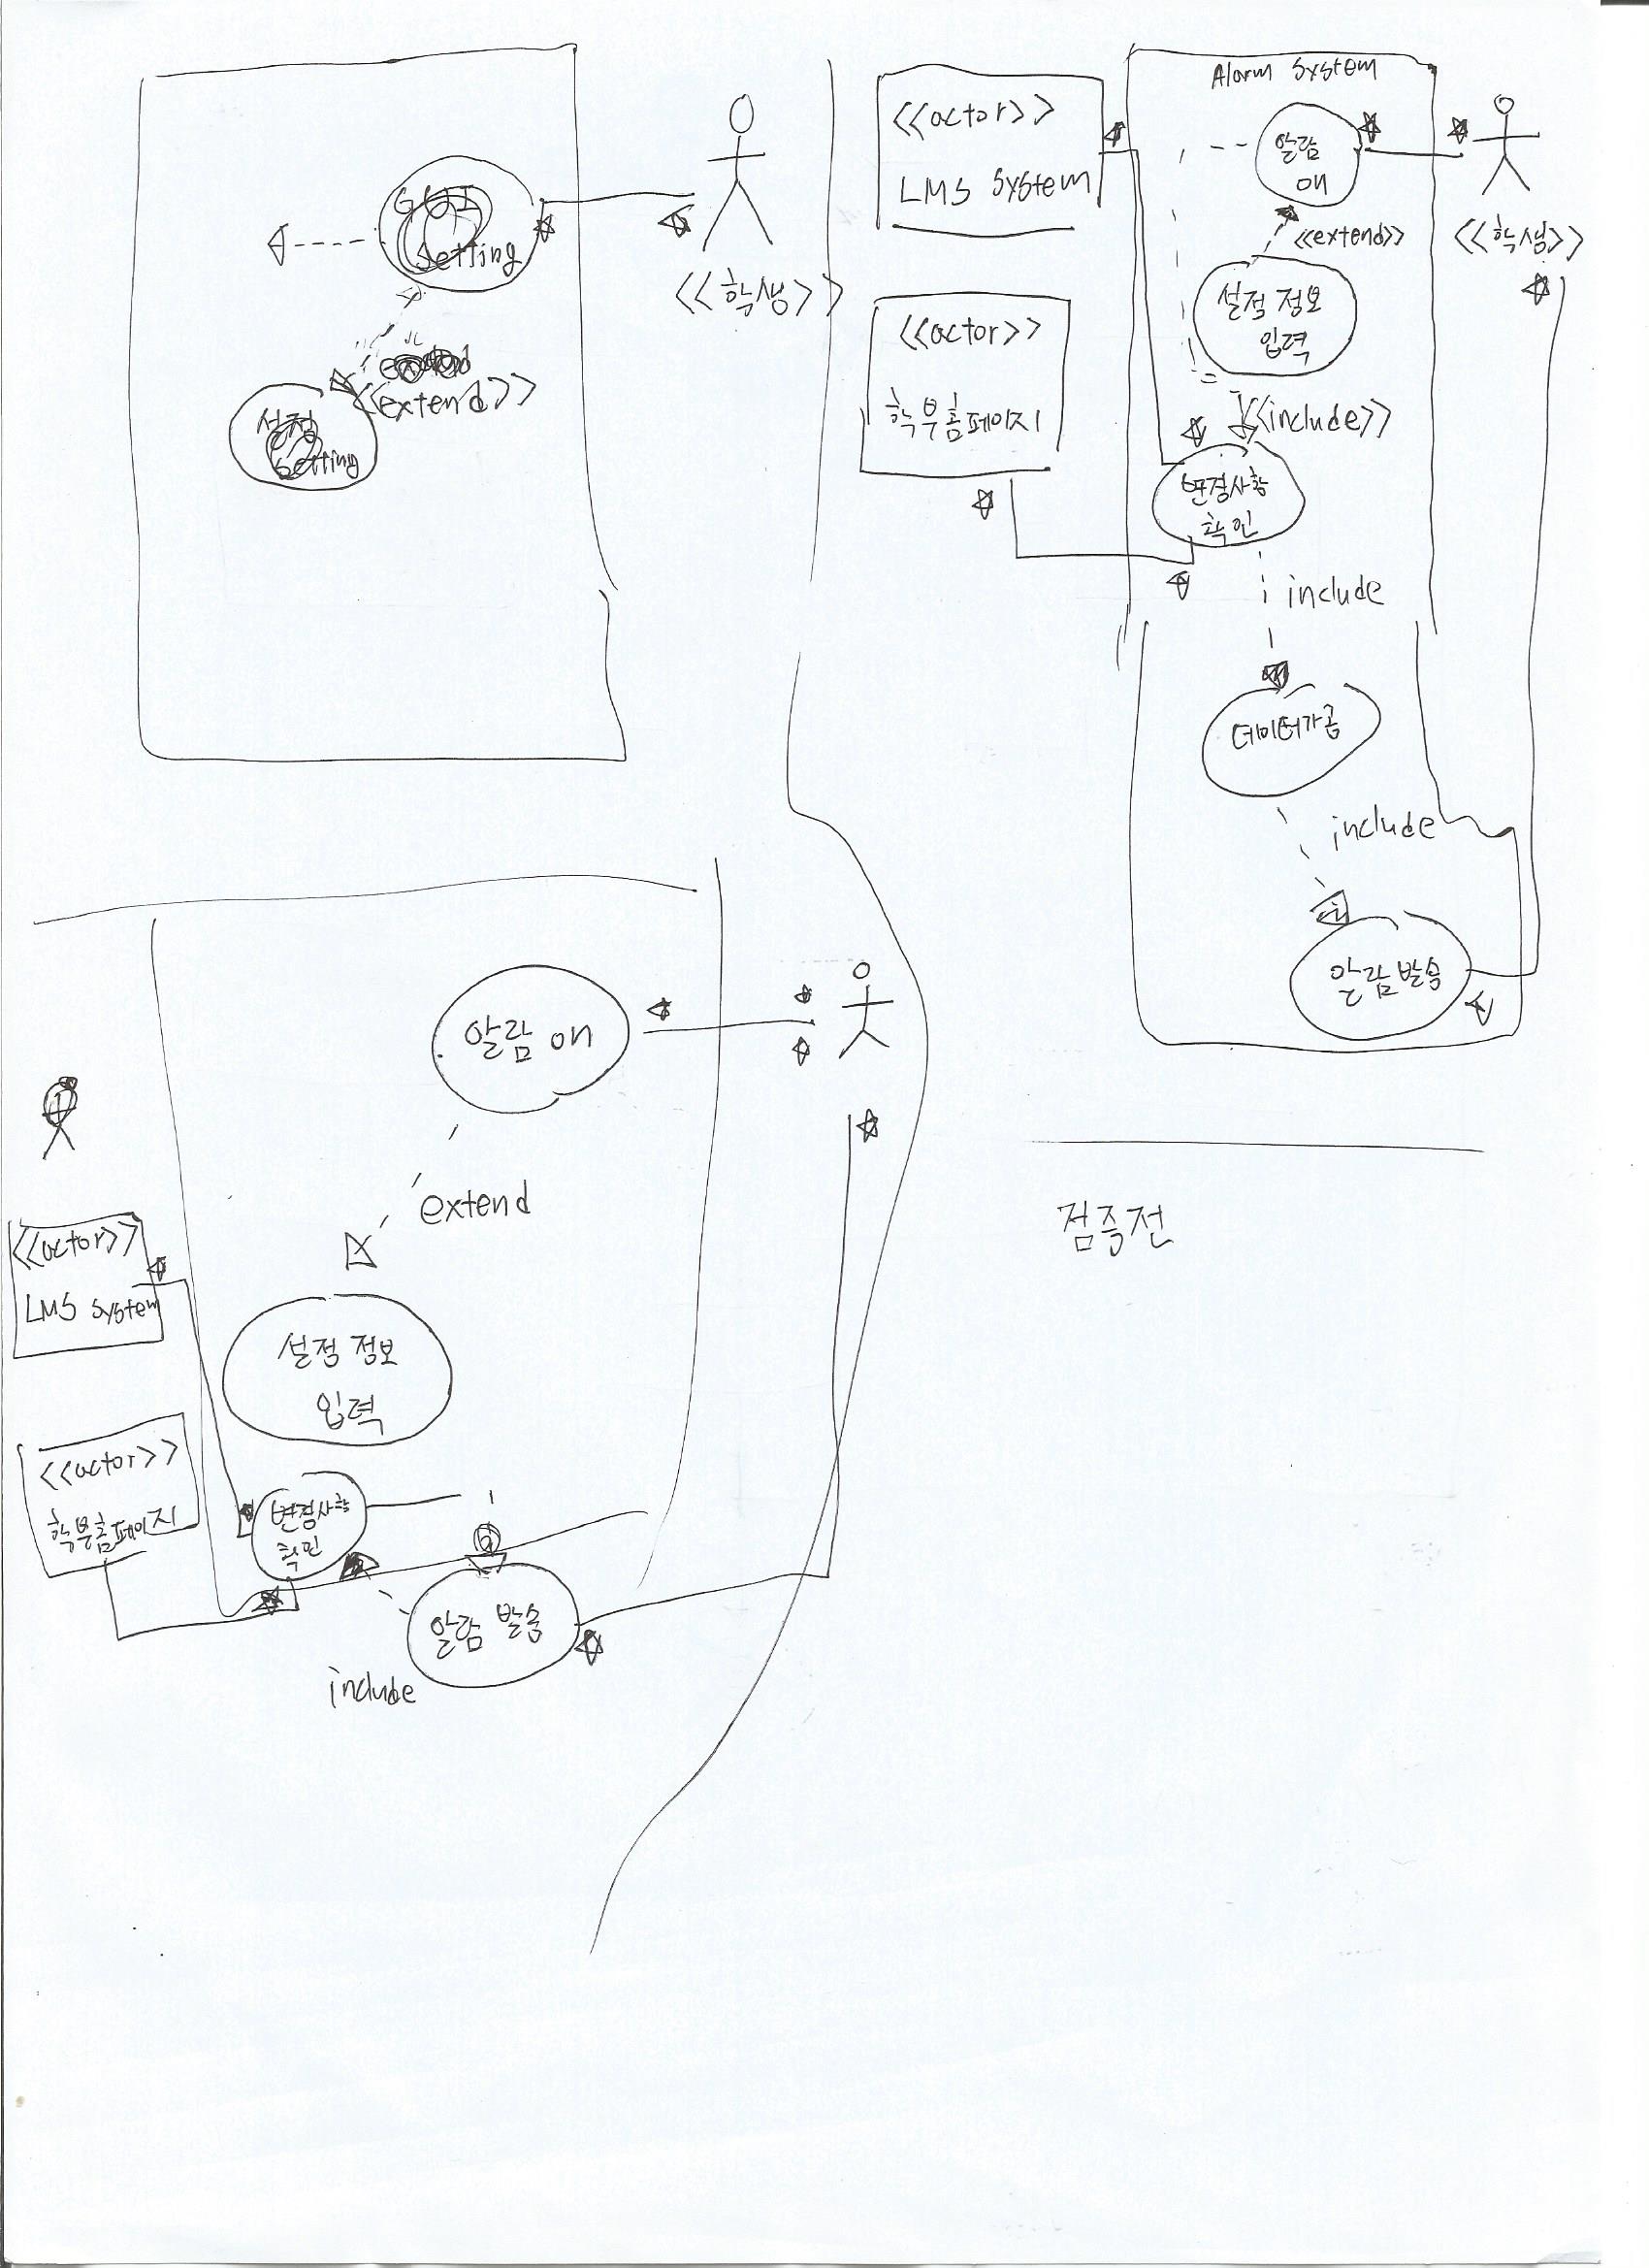 GUI
setting
<<학생>>
<<extend>>
설정
setting
Alarm System
<<actor>>
LMS System
알람
on
<<extend>>
<<학생>>
설정 정보
입력
<<actor>>
학부홈페이지
<<include>>
변경사항
확인
include
데이터가공
include
알람발송
알람 on
extend
<<actor>>
LMS System
설정 정보
입력
<<actor>>
학부홈페이지
변경사항
확인
알람 발송
include
검증전